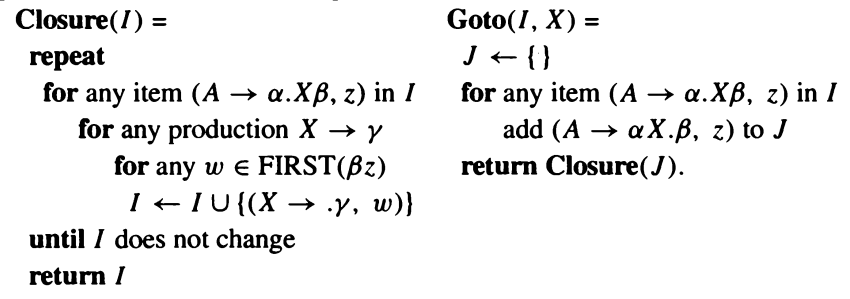 Closure(I) =
repeat
for any item (A → α.Xβ, z) in I
for any production X → γ
for any w ∈ FIRST(βz)
I ← I ∪ {(X → .γ, w)}
until I does not change
return I
Goto(I, X) =
J ← {}
for any item (A → α.Xβ, z) in I
add (A → αX.β, z) to J
return Closure(J).